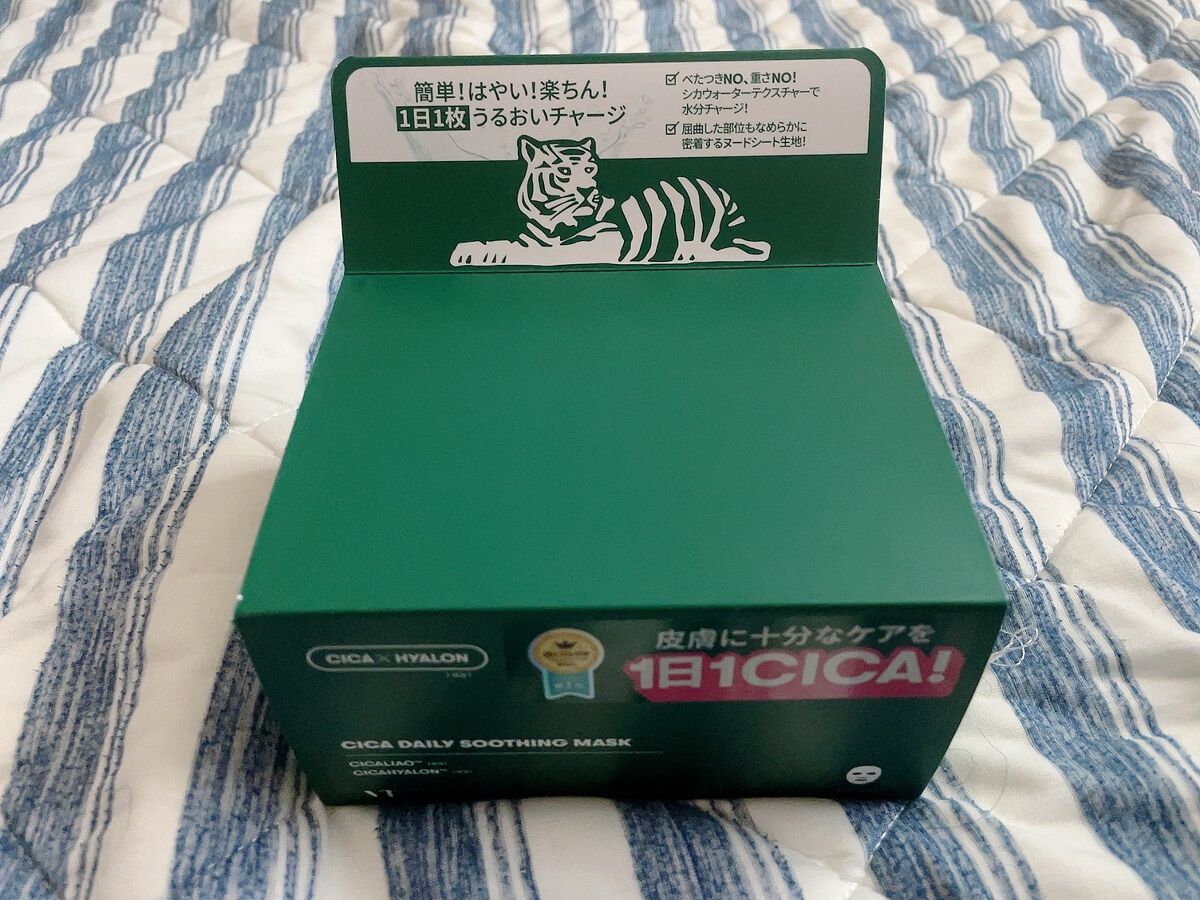 簡単！はやい！楽ちん！
1日1枚うるおいチャージ
べたつきNO、重さNO！
シカウォーターテクスチャーで
水分チャージ！
屈曲した部位もなめらかに
密着するヌードシート生地！
CICA × HYALON
皮膚に十分なケアを
1日1CICA!
CICA DAILY SOOTHING MASK
CICALIAO™
CICAHYALON™
VT